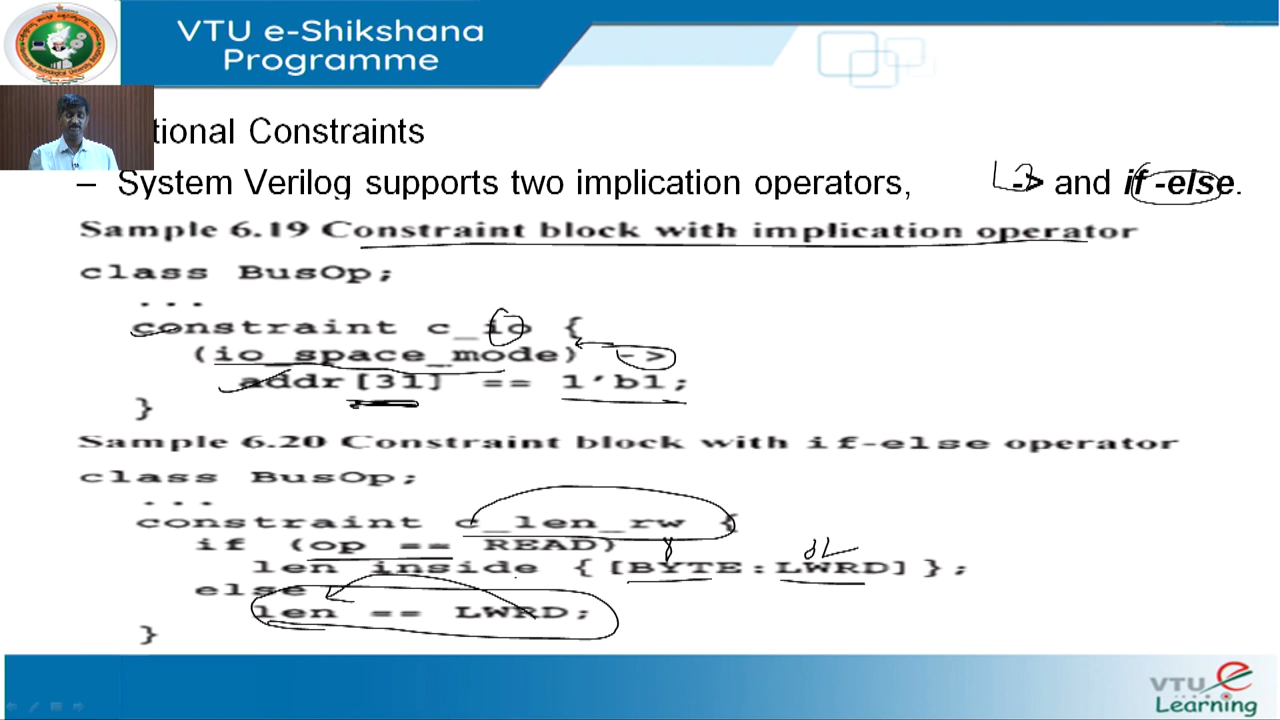 VTU e-Shikshana
Programme
tional Constraints
– System Verilog supports two implication operators, -> and if -else.
Sample 6.19 Constraint block with implication operator
class BusOp;
...
constraint c_io {
(io_space_mode) ->
addr [31] == 1'b1;
}
Sample 6.20 Constraint block with if-else operator
class BusOp;
...
constraint c_len_rw {
if (op == READ)
len inside {[BYTE:LWRD]};
else
len == LWRD;
}
VTU e
Learning